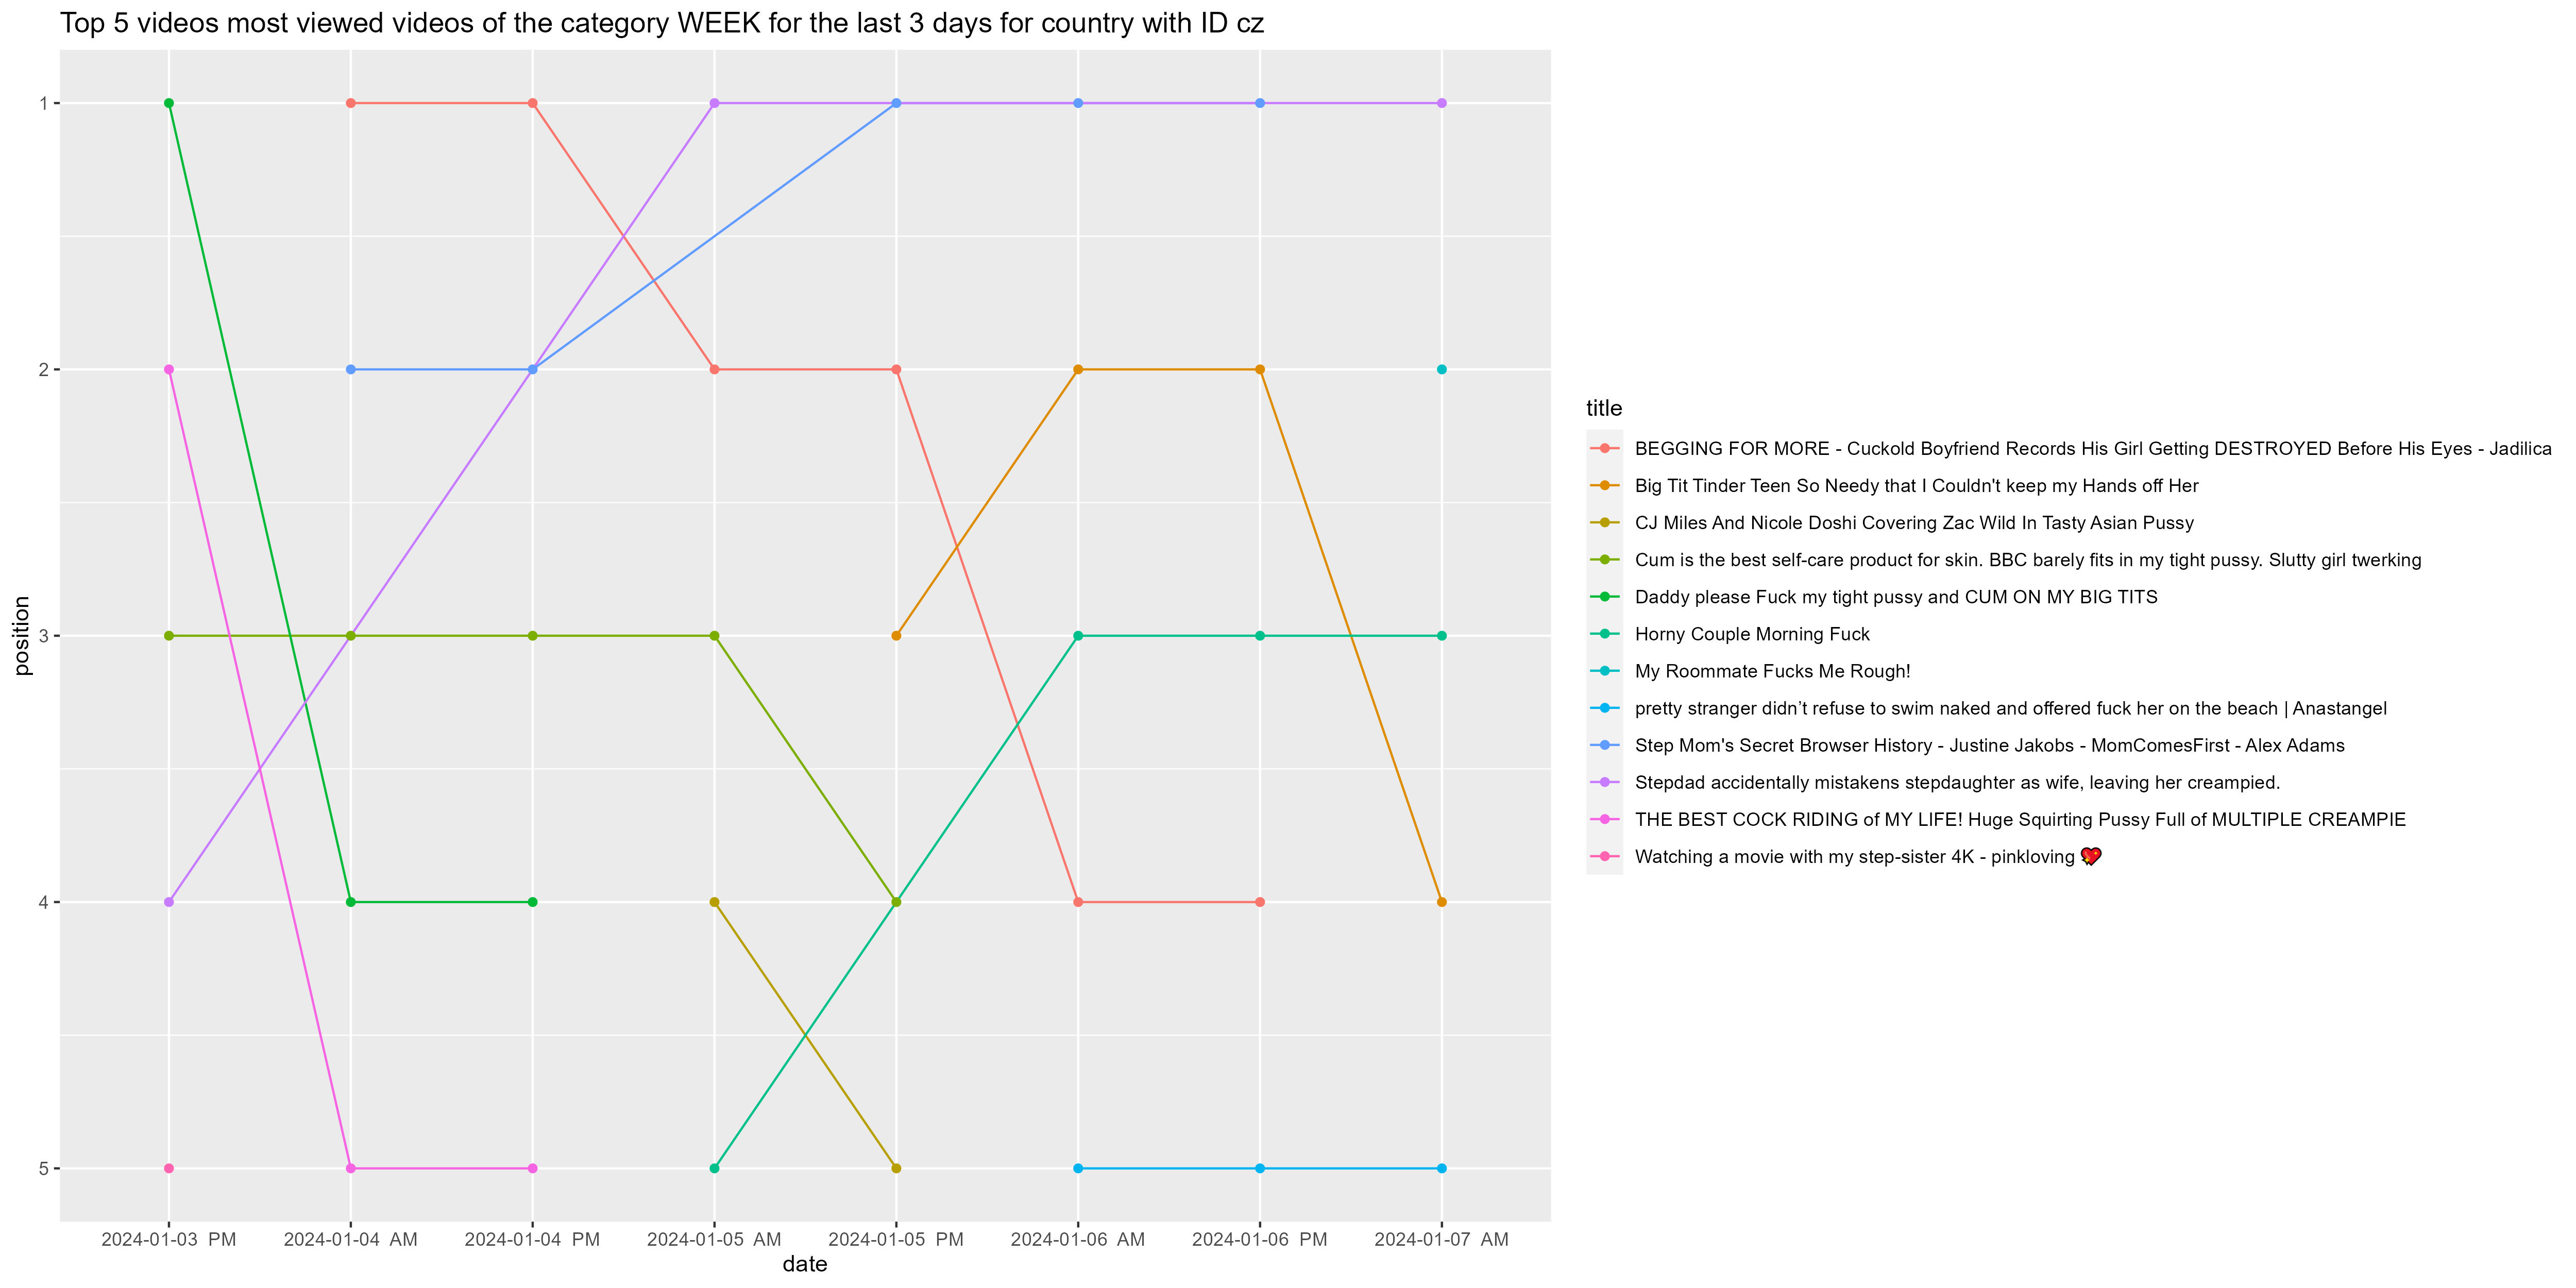 Top 5 videos most viewed videos of the category WEEK for the last 3 days for country with ID cz
position
1
2
3
4
5
2024-01-03 PM
2024-01-04 AM
2024-01-04 PM
2024-01-05 AM
2024-01-05 PM
2024-01-06 AM
2024-01-06 PM
2024-01-07 AM
date
title
BEGGING FOR MORE - Cuckold Boyfriend Records His Girl Getting DESTROYED Before His Eyes - Jadilica
Big Tit Tinder Teen So Needy that I Couldn't keep my Hands off Her
CJ Miles And Nicole Doshi Covering Zac Wild In Tasty Asian Pussy
Cum is the best self-care product for skin. BBC barely fits in my tight pussy. Slutty girl twerking
Daddy please Fuck my tight pussy and CUM ON MY BIG TITS
Horny Couple Morning Fuck
My Roommate Fucks Me Rough!
pretty stranger didn’t refuse to swim naked and offered fuck her on the beach | Anastangel
Step Mom's Secret Browser History - Justine Jakobs - MomComesFirst - Alex Adams
Stepdad accidentally mistakens stepdaughter as wife, leaving her creampied.
THE BEST COCK RIDING of MY LIFE! Huge Squirting Pussy Full of MULTIPLE CREAMPIE
Watching a movie with my step-sister 4K - pinkloving 💖